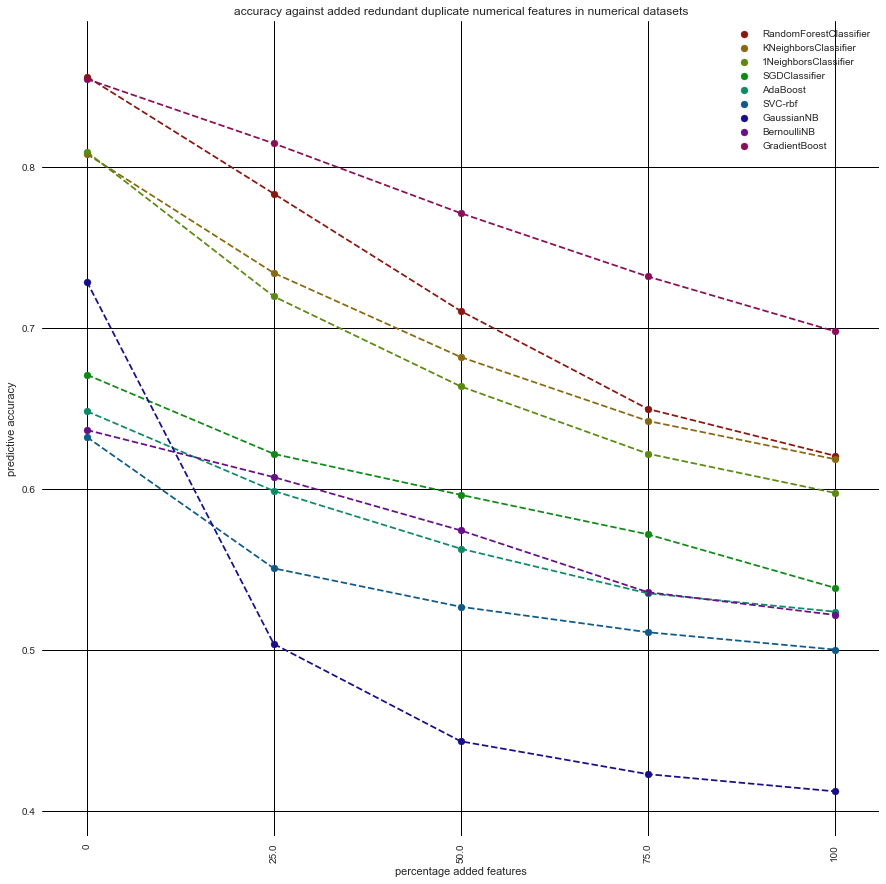 accuracy against added redundant duplicate numerical features in numerical datasets
RandomForestClassifier
KNeighborsClassifier
1NeighborsClassifier
SGDClassifier
AdaBoost
SVC-rbf
GaussianNB
BernoulliNB
GradientBoost
predictive accuracy
0.8
0.7
0.6
0.5
0.4
0
25.0
50.0
75.0
100
percentage added features